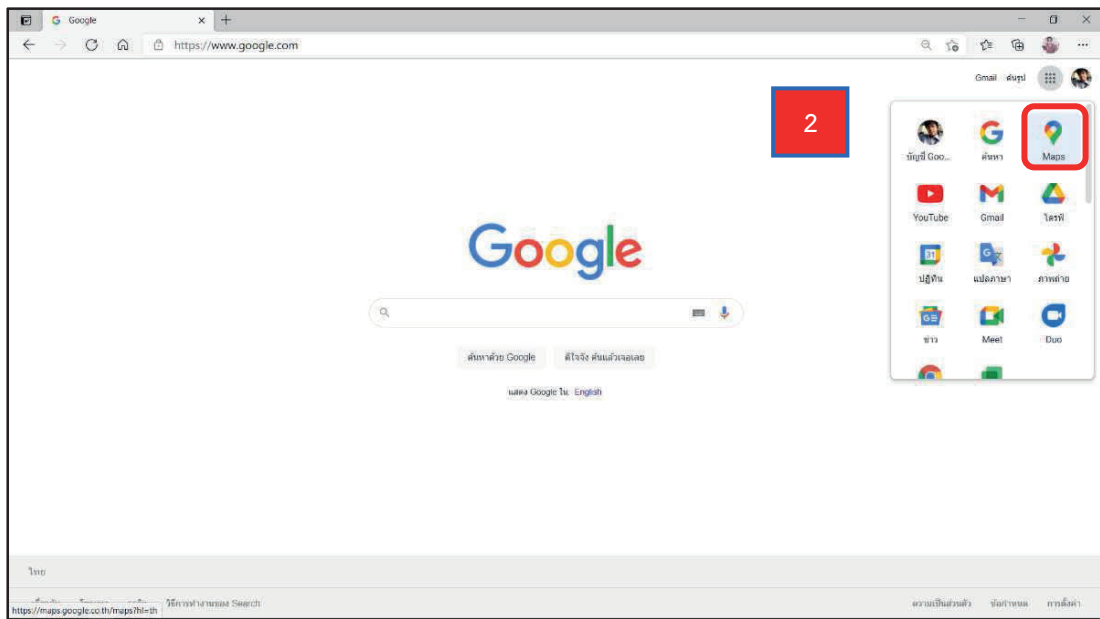 Google
https://www.google.com
Gmail ค้นรูป
2
บัญชี Goo... ค้นหา Maps
YouTube Gmail ไดรฟ์
31
ปฏิทิน แปลภาษา ภาพถ่าย
ข่าว Meet Duo
Google
ค้นหาด้วย Google ดีใจจัง ค้นแล้วเจอเลย
แสดง Google ใน: English
ไทย
วิธีการทำงานของ Search ความเป็นส่วนตัว ข้อกำหนด การตั้งค่า
https://maps.google.co.th/maps?hl=th